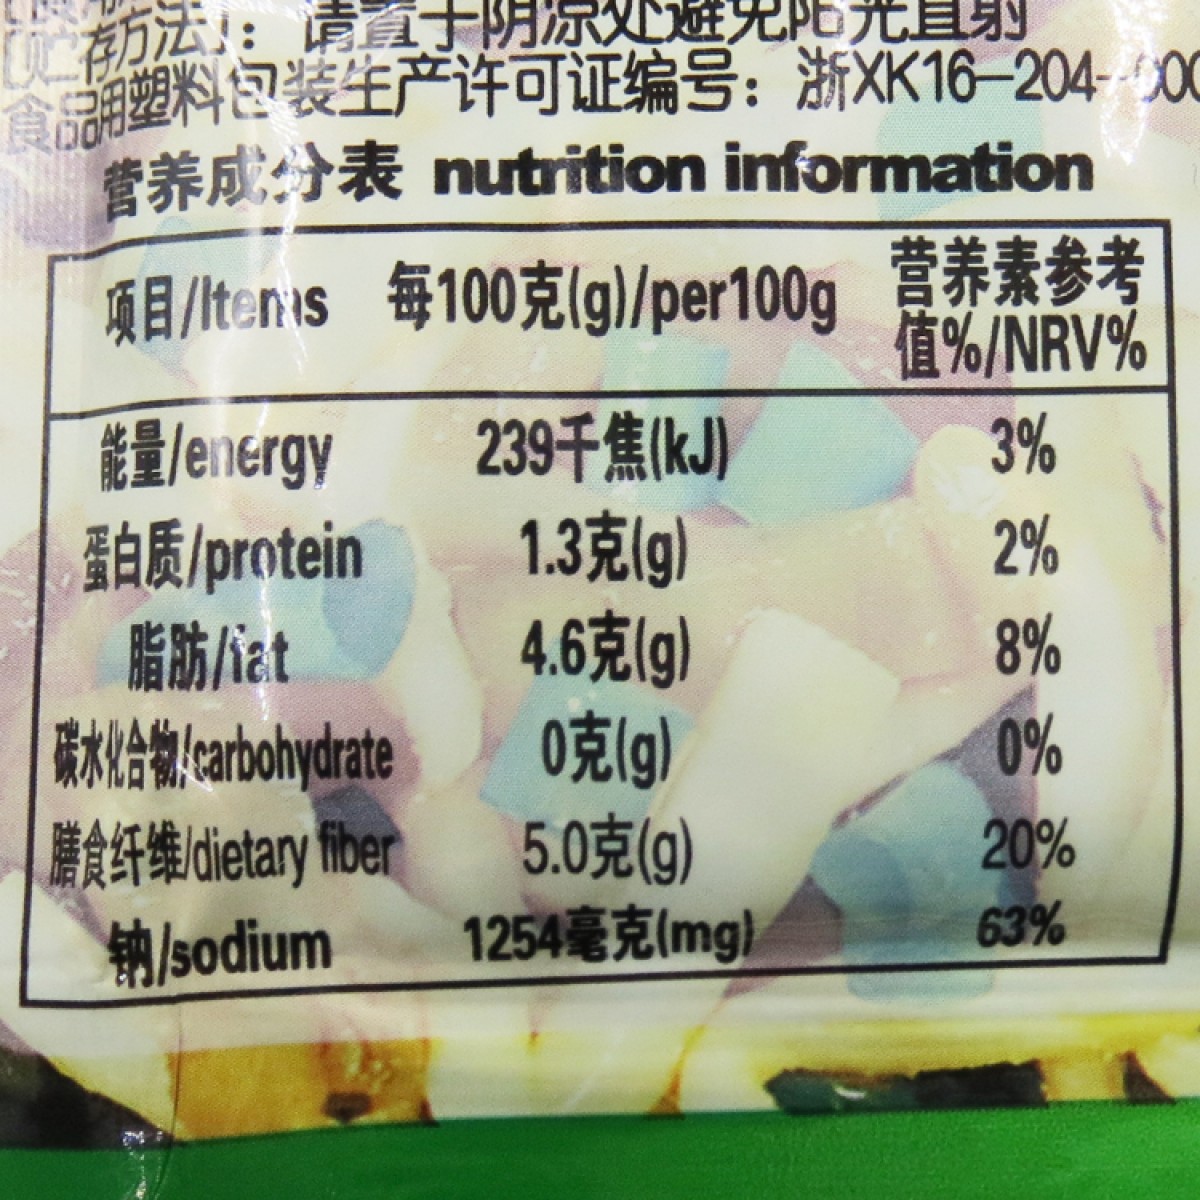 【贮存方法】：请置于阴凉处避免阳光直射
食品用塑料包装生产许可证编号：浙XK16-204-000
营养成分表 nutrition information
项目/Items 每100克(g)/per100g 营养素参考值%/NRV%
能量/energy 239千焦(kJ) 3%
蛋白质/protein 1.3克(g) 2%
脂肪/fat 4.6克(g) 8%
碳水化合物/carbohydrate 0克(g) 0%
膳食纤维/dietary fiber 5.0克(g) 20%
钠/sodium 1254毫克(mg) 63%